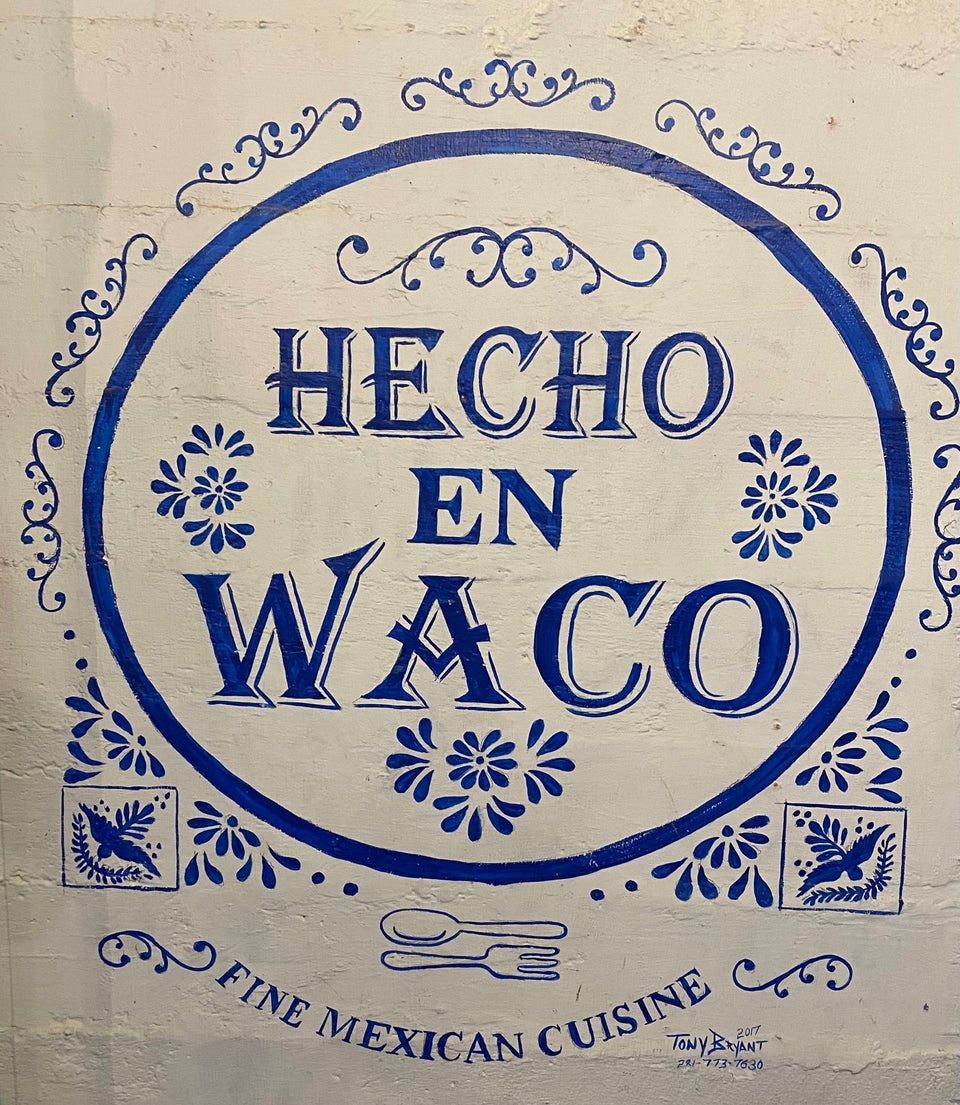 HECHO
EN
WACO
FINE MEXICAN CUISINE
2017
TONY BRYANT
281-773-7630